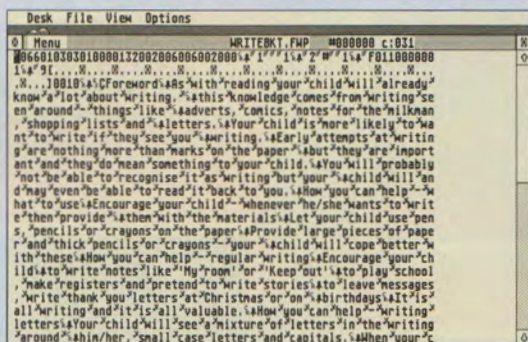 Desk File View Options
Menu WRITEBKT.FWP #000000 c:031
0660103030100001320020060060020001"1"2"#"1"F011000000
1 9[....X....X....X....X....X....X....X....X....X.
.X...]0010 CForeword As with reading your child will already
know a lot about writing. this knowledge comes from writing se
en around - things like adverts, comics, notes for the milkman
, shopping lists and letters. Your child is more likely to wa
nt to write if they see you writing. Early attempts at writin
g are nothing more than marks on the paper but they are import
ant and they do mean something to your child. You will probably
not be able to recognise it as writing but your child will an
d may even be able to read it back to you. How you can help - w
hat to use Encourage your child - whenever he/she wants to writ
e then provide them with the materials Let your child use pen
s, pencils or crayons on the paper Provide large pieces of pape
r and thick pencils or crayons - your child will cope better w
ith these How you can help - regular writing Encourage your ch
ild to write notes like 'My room' or 'Keep out' to play school
, make registers and pretend to write stories to leave messages
, write thank you letters at Christmas or on birthdays It is
all writing and it is all valuable. How you can help - writing
letters Your child will see a mixture of letters in the writing
around him/her, small case letters and capitals. When your c